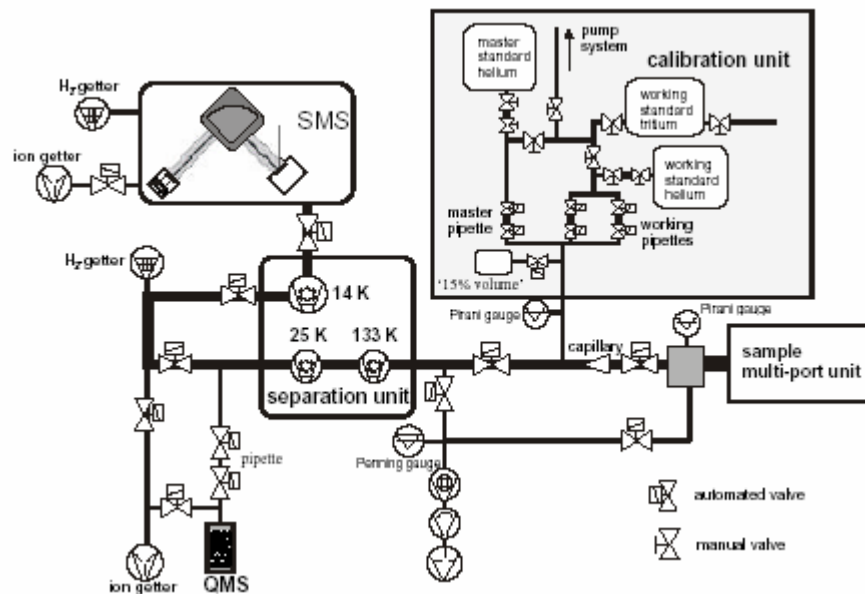 pump
system
master
standard
helium
calibration unit
H₂ getter
SMS
working
standard
tritium
ion getter
working
standard
helium
master
pipette
working
pipettes
H₂ getter
'15% volume'
14 K
Pirani gauge
Pirani gauge
25 K
133 K
capillary
sample
multi-port unit
separation unit
pipette
Penning gauge
automated valve
manual valve
ion getter
QMS